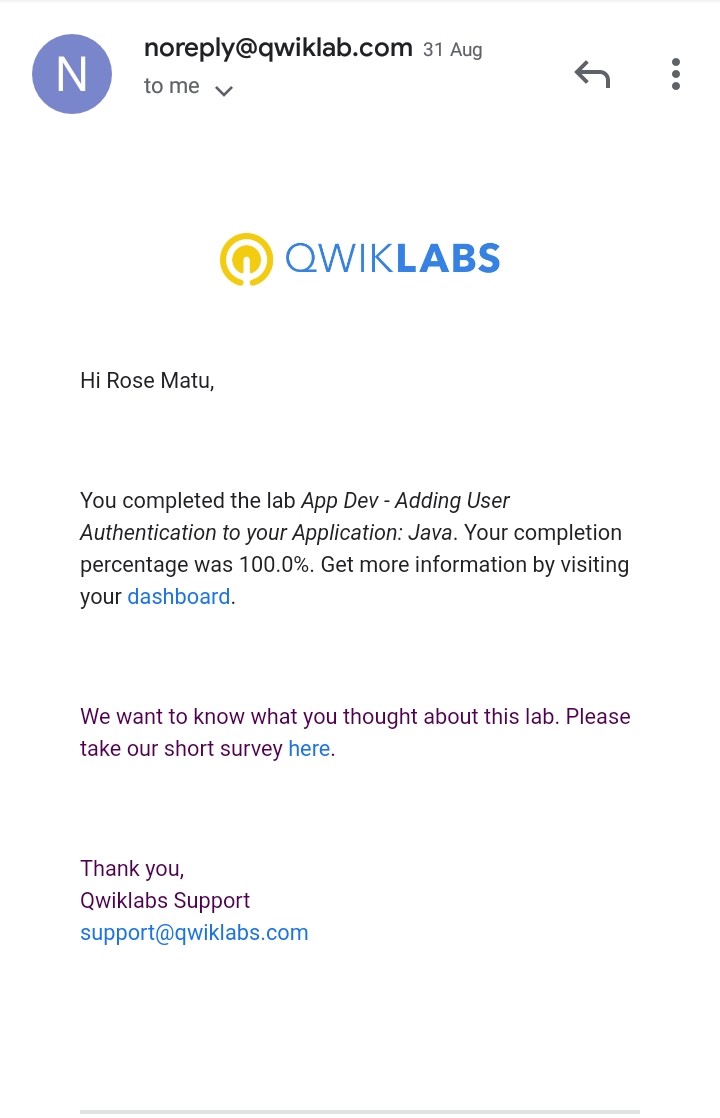 N
noreply@qwiklab.com 31 Aug
to me
QWIKLABS
Hi Rose Matu,
You completed the lab App Dev - Adding User
Authentication to your Application: Java. Your completion
percentage was 100.0%. Get more information by visiting
your dashboard.
We want to know what you thought about this lab. Please
take our short survey here.
Thank you,
Qwiklabs Support
support@qwiklabs.com